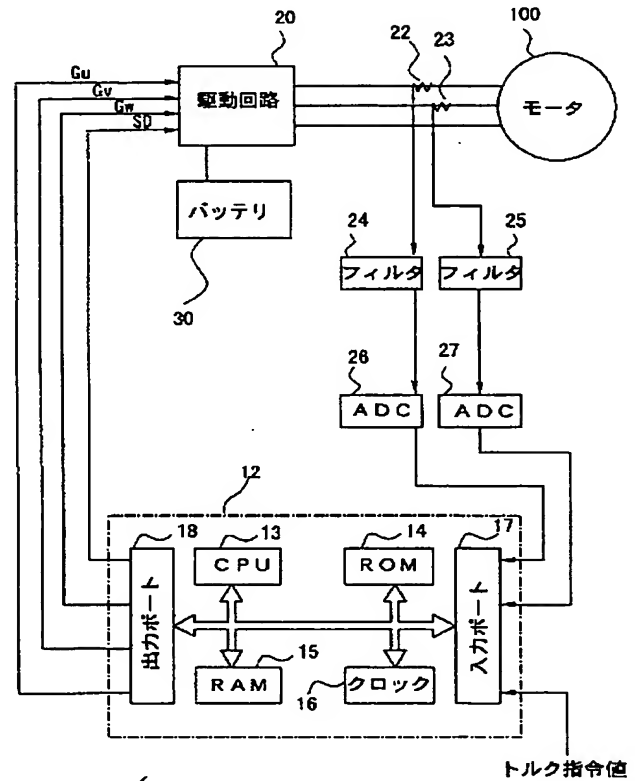 20
22
23
100
Gu
Gv
Gw
SD
駆動回路
モータ
バッテリ
30
24
25
フィルタ
フィルタ
26
27
ADC
ADC
12
18
13
14
17
出力ポート
CPU
ROM
入力ポート
15
16
RAM
クロック
トルク指令値